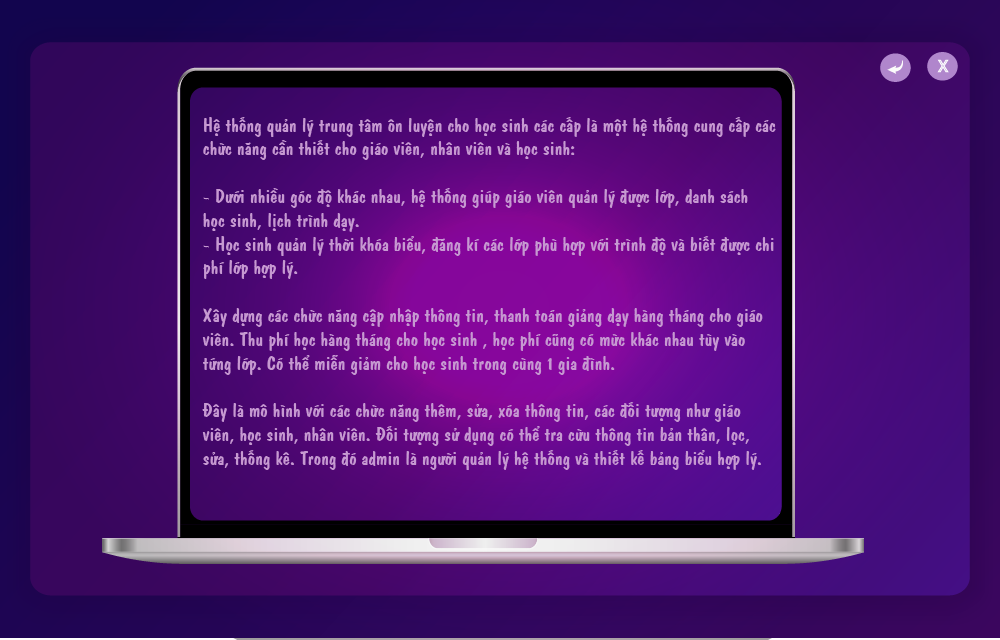 X
Hệ thống quản lý trung tâm ôn luyện cho học sinh các cấp là một hệ thống cung cấp các
chức năng cần thiết cho giáo viên, nhân viên và học sinh:
- Dưới nhiều góc độ khác nhau, hệ thống giúp giáo viên quản lý được lớp, danh sách
học sinh, lịch trình dạy.
- Học sinh quản lý thời khóa biểu, đăng kí các lớp phù hợp với trình độ và biết được chi
phí lớp hợp lý.
Xây dựng các chức năng cập nhập thông tin, thanh toán giảng dạy hàng tháng cho giáo
viên. Thu phí học hàng tháng cho học sinh , học phí cũng có mức khác nhau tùy vào
từng lớp. Có thể miễn giảm cho học sinh trong cùng 1 gia đình.
Đây là mô hình với các chức năng thêm, sửa, xóa thông tin, các đối tượng như giáo
viên, học sinh, nhân viên. Đối tượng sử dụng có thể tra cứu thông tin bản thân, lọc,
sửa, thống kê. Trong đó admin là người quản lý hệ thống và thiết kế bảng biểu hợp lý.